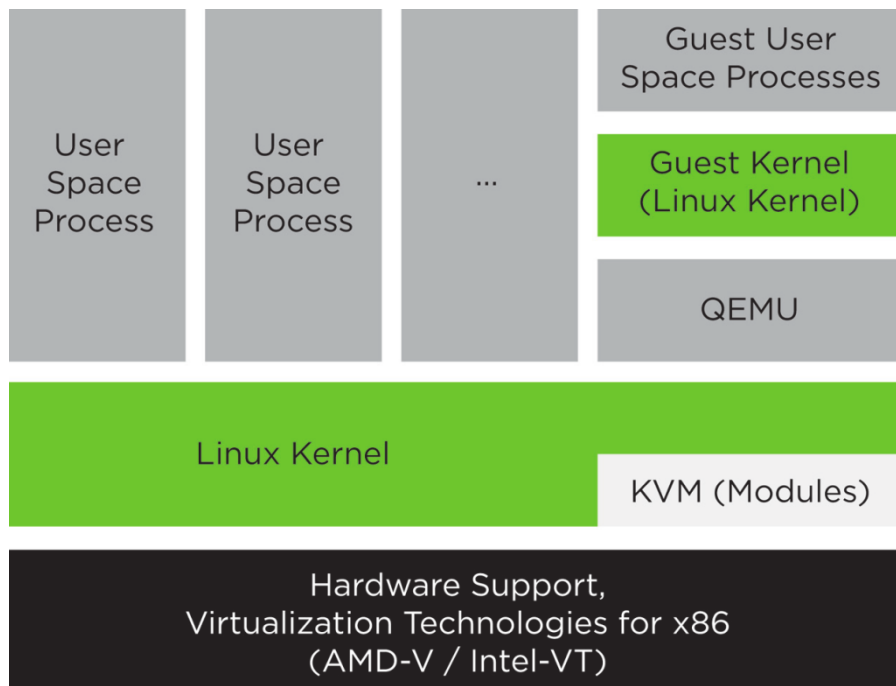 User
Space
Process
User
Space
Process
...
Guest User
Space Processes
Guest Kernel
(Linux Kernel)
QEMU
Linux Kernel
KVM (Modules)
Hardware Support,
Virtualization Technologies for x86
(AMD-V / Intel-VT)